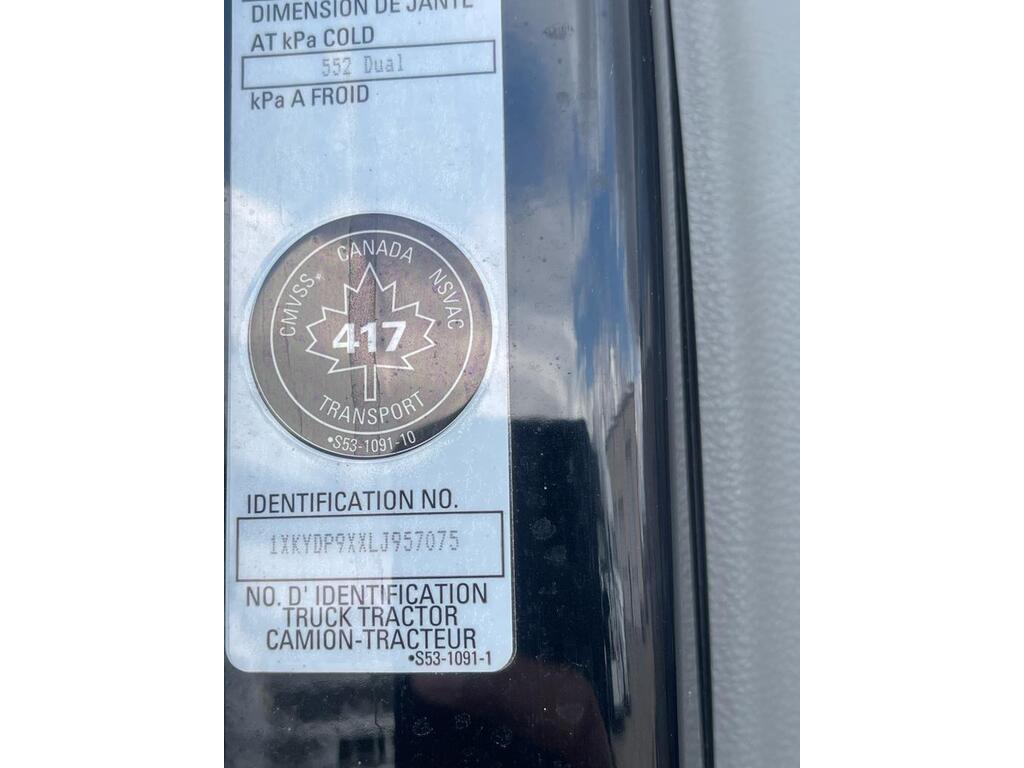 DIMENSION DE JANTE
AT kPa COLD
552 Dual
kPa A FROID
CANADA
CMVSS
NSVAC
417
TRANSPORT
•S53-1091-10
IDENTIFICATION NO.
1XKYDP9XXLJ957075
NO. D' IDENTIFICATION
TRUCK TRACTOR
CAMION-TRACTEUR
•S53-1091-1